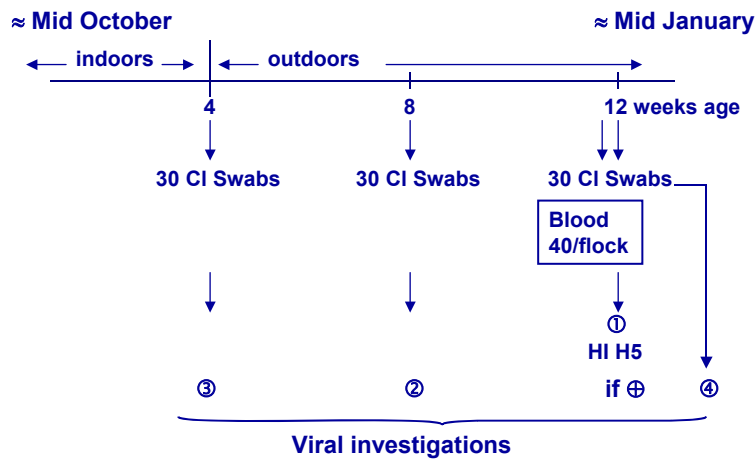 ≈ Mid October
≈ Mid January
indoors
outdoors
4
8
12 weeks age
30 Cl Swabs
30 Cl Swabs
30 Cl Swabs
Blood
40/flock
①
HI H5
③
②
if ⊕
④
Viral investigations